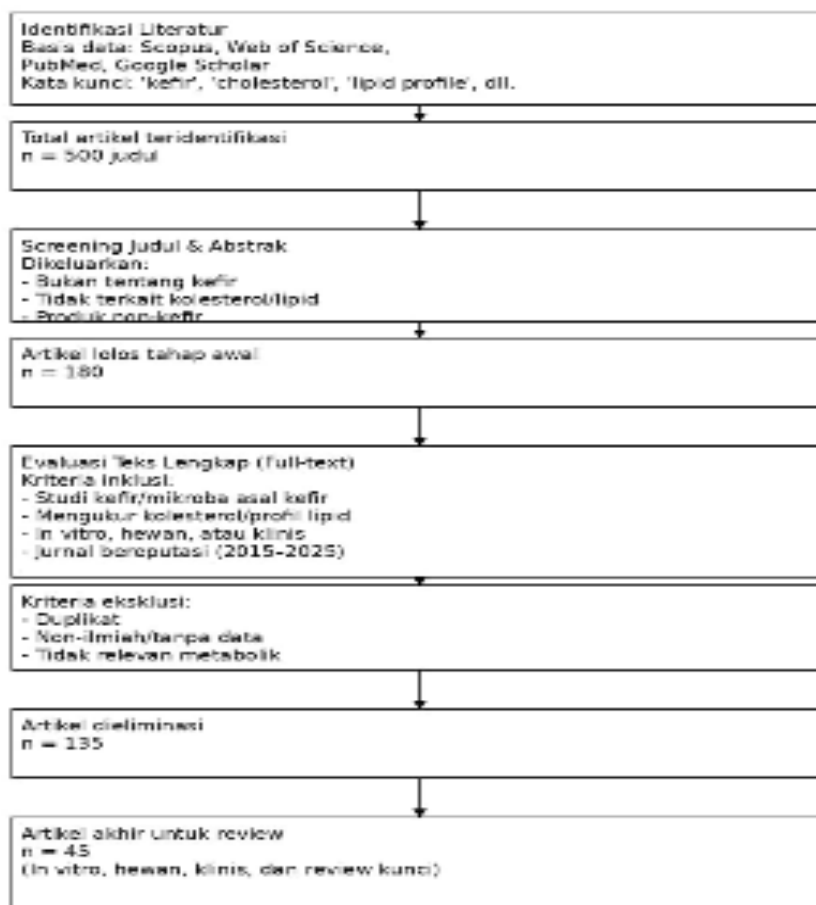 Identifikasi Literatur
Basis data: Scopus, Web of Science,
PubMed, Google Scholar
Kata kunci: 'kefir', 'cholesterol', 'lipid profile', dll.
Total artikel teridentifikasi
n = 500 judul
Screening Judul & Abstrak
Dikeluarkan:
- Bukan tentang kefir
- Tidak terkait kolesterol/lipid
- Produk non-kefir
Artikel lolos tahap awal
n = 180
Evaluasi Teks Lengkap (Full-text)
Kriteria inklusi:
- Studi kefir/mikroba asal kefir
- Mengukur kolesterol/profil lipid
- In vitro, hewan, atau klinis
- Jurnal bereputasi (2015–2025)
Kriteria eksklusi:
- Duplikat
- Non-ilmiah/tanpa data
- Tidak relevan metabolik
Artikel dieliminasi
n = 135
Artikel akhir untuk review
n = 45
(In vitro, hewan, klinis, dan review kunci)